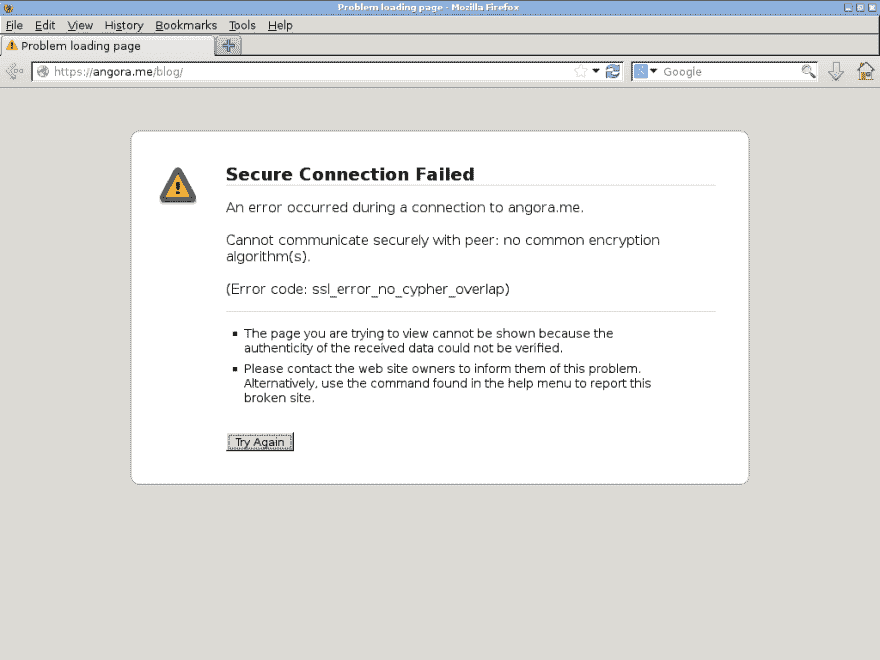 Problem loading page - Mozilla Firefox
File Edit View History Bookmarks Tools Help
Problem loading page
https://angora.me/blog/
Google
Secure Connection Failed
An error occurred during a connection to angora.me.
Cannot communicate securely with peer: no common encryption
algorithm(s).
(Error code: ssl_error_no_cypher_overlap)
The page you are trying to view cannot be shown because the
authenticity of the received data could not be verified.
Please contact the web site owners to inform them of this problem.
Alternatively, use the command found in the help menu to report this
broken site.
Try Again